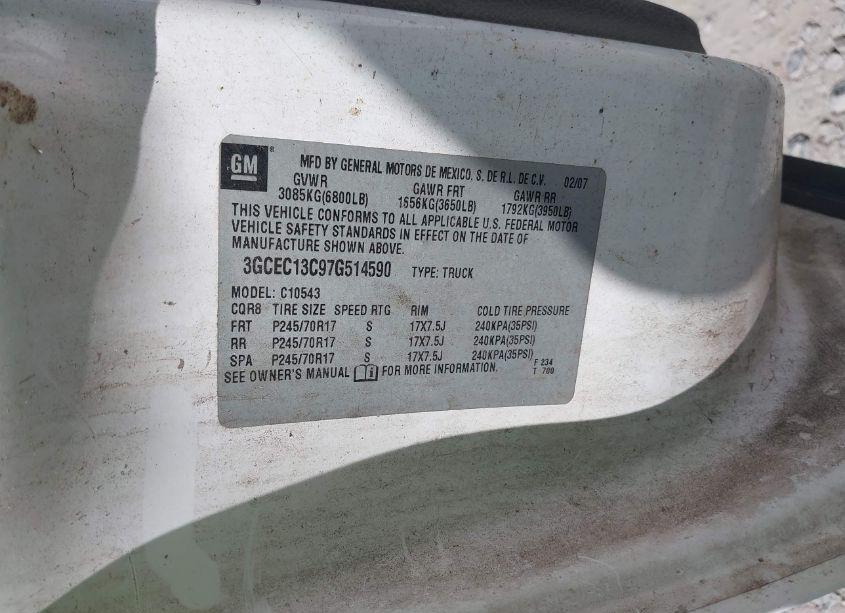 GM ® MFD BY GENERAL MOTORS DE MEXICO, S. DE R.L. DE C.V. 02/07
GVWR GAWR FRT GAWR RR
3085KG(6800LB) 1656KG(3650LB) 1792KG(3950LB)
THIS VEHICLE CONFORMS TO ALL APPLICABLE U.S. FEDERAL MOTOR
VEHICLE SAFETY STANDARDS IN EFFECT ON THE DATE OF
MANUFACTURE SHOWN ABOVE.
3GCEC13C97G514590 TYPE: TRUCK
MODEL: C10543
CQR8 TIRE SIZE SPEED RTG RIM COLD TIRE PRESSURE
FRT P245/70R17 S 17X7.5J 240KPA(35PSI)
RR P245/70R17 S 17X7.5J 240KPA(35PSI)
SPA P245/70R17 S 17X7.5J 240KPA(35PSI) F 234
SEE OWNER'S MANUAL FOR MORE INFORMATION. T 700